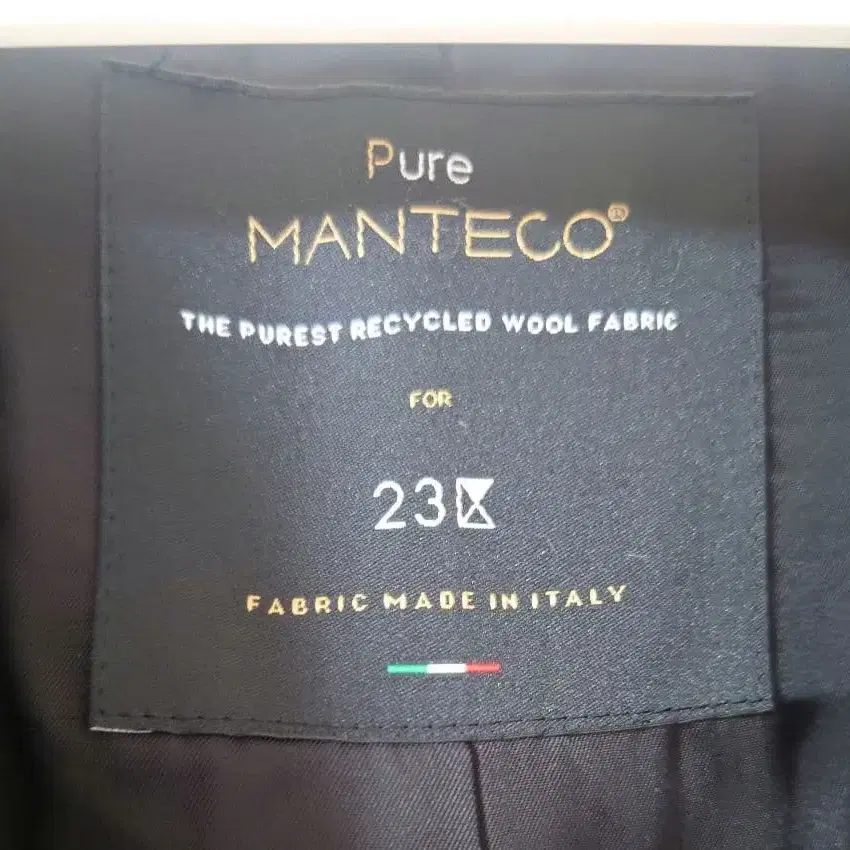 Pure
MANTECO®
THE PUREST RECYCLED WOOL FABRIC
FOR
23
FABRIC MADE IN ITALY